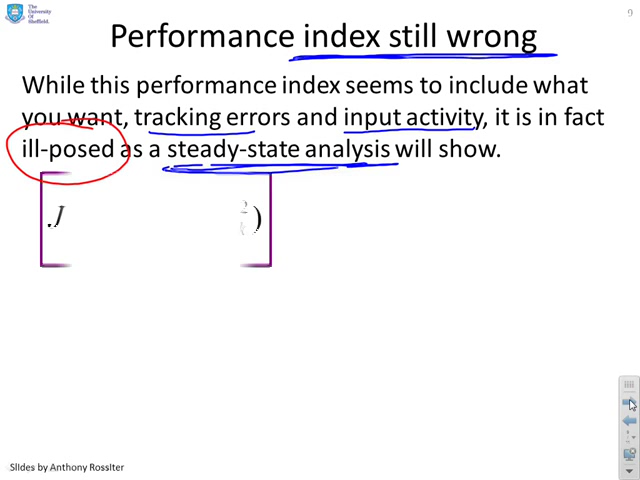 The
University
Of
Sheffield.
9
Performance index still wrong
While this performance index seems to include what
you want, tracking errors and input activity, it is in fact
ill-posed as a steady-state analysis will show.
J 2 )
Slides by Anthony Rossiter